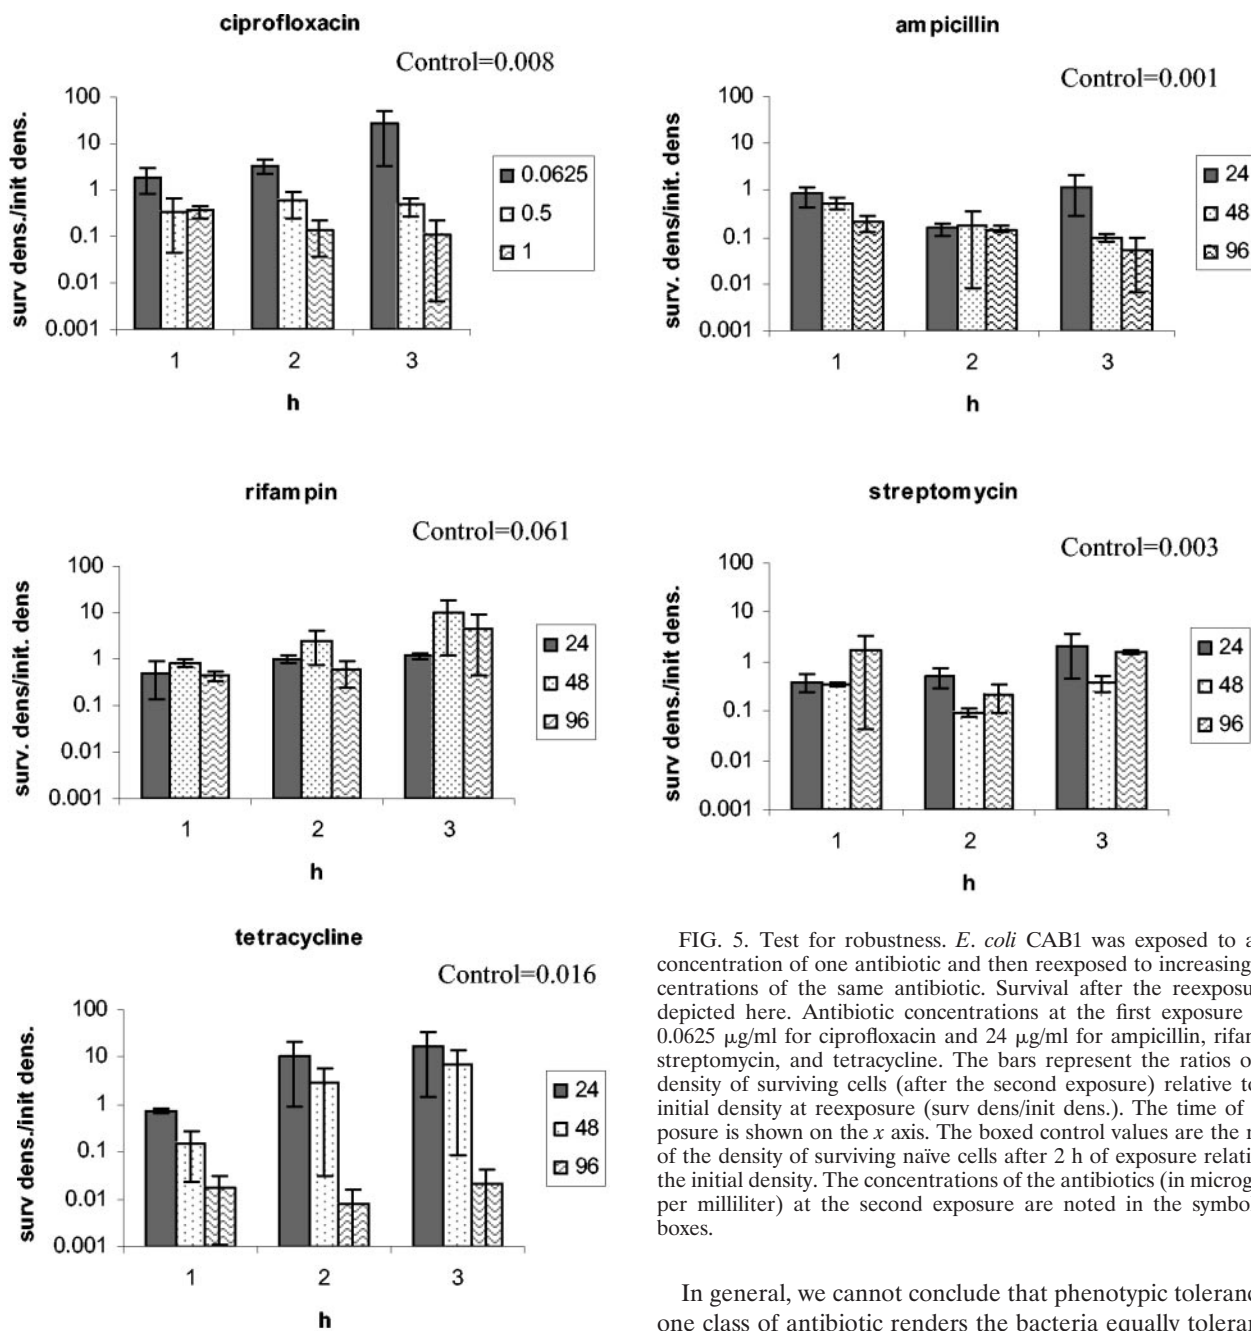 ciprofloxacin
Control=0.008
surv dens./init dens.
100
10
1
0.1
0.01
0.001
1 2 3
h
0.0625
0.5
1
ampicillin
Control=0.001
surv. dens/init. dens
100
10
1
0.1
0.01
0.001
1 2 3
h
24
48
96
rifampin
Control=0.061
surv. dens/init. dens
100
10
1
0.1
0.01
0.001
1 2 3
h
24
48
96
streptomycin
Control=0.003
surv dens./init dens.
100
10
1
0.1
0.01
0.001
1 2 3
h
24
48
96
tetracycline
Control=0.016
surv dens./init dens.
100
10
1
0.1
0.01
0.001
1 2 3
h
24
48
96
FIG. 5. Test for robustness. E. coli CAB1 was exposed to a
concentration of one antibiotic and then reexposed to increasing
centrations of the same antibiotic. Survival after the reexposu
depicted here. Antibiotic concentrations at the first exposure
0.0625 μg/ml for ciprofloxacin and 24 μg/ml for ampicillin, rifan
streptomycin, and tetracycline. The bars represent the ratios o
density of surviving cells (after the second exposure) relative to
initial density at reexposure (surv dens/init dens.). The time of
posure is shown on the x axis. The boxed control values are the r
of the density of surviving naïve cells after 2 h of exposure relati
the initial density. The concentrations of the antibiotics (in microg
per milliliter) at the second exposure are noted in the symbo
boxes.
In general, we cannot conclude that phenotypic toleranc
one class of antibiotic renders the bacteria equally toleran